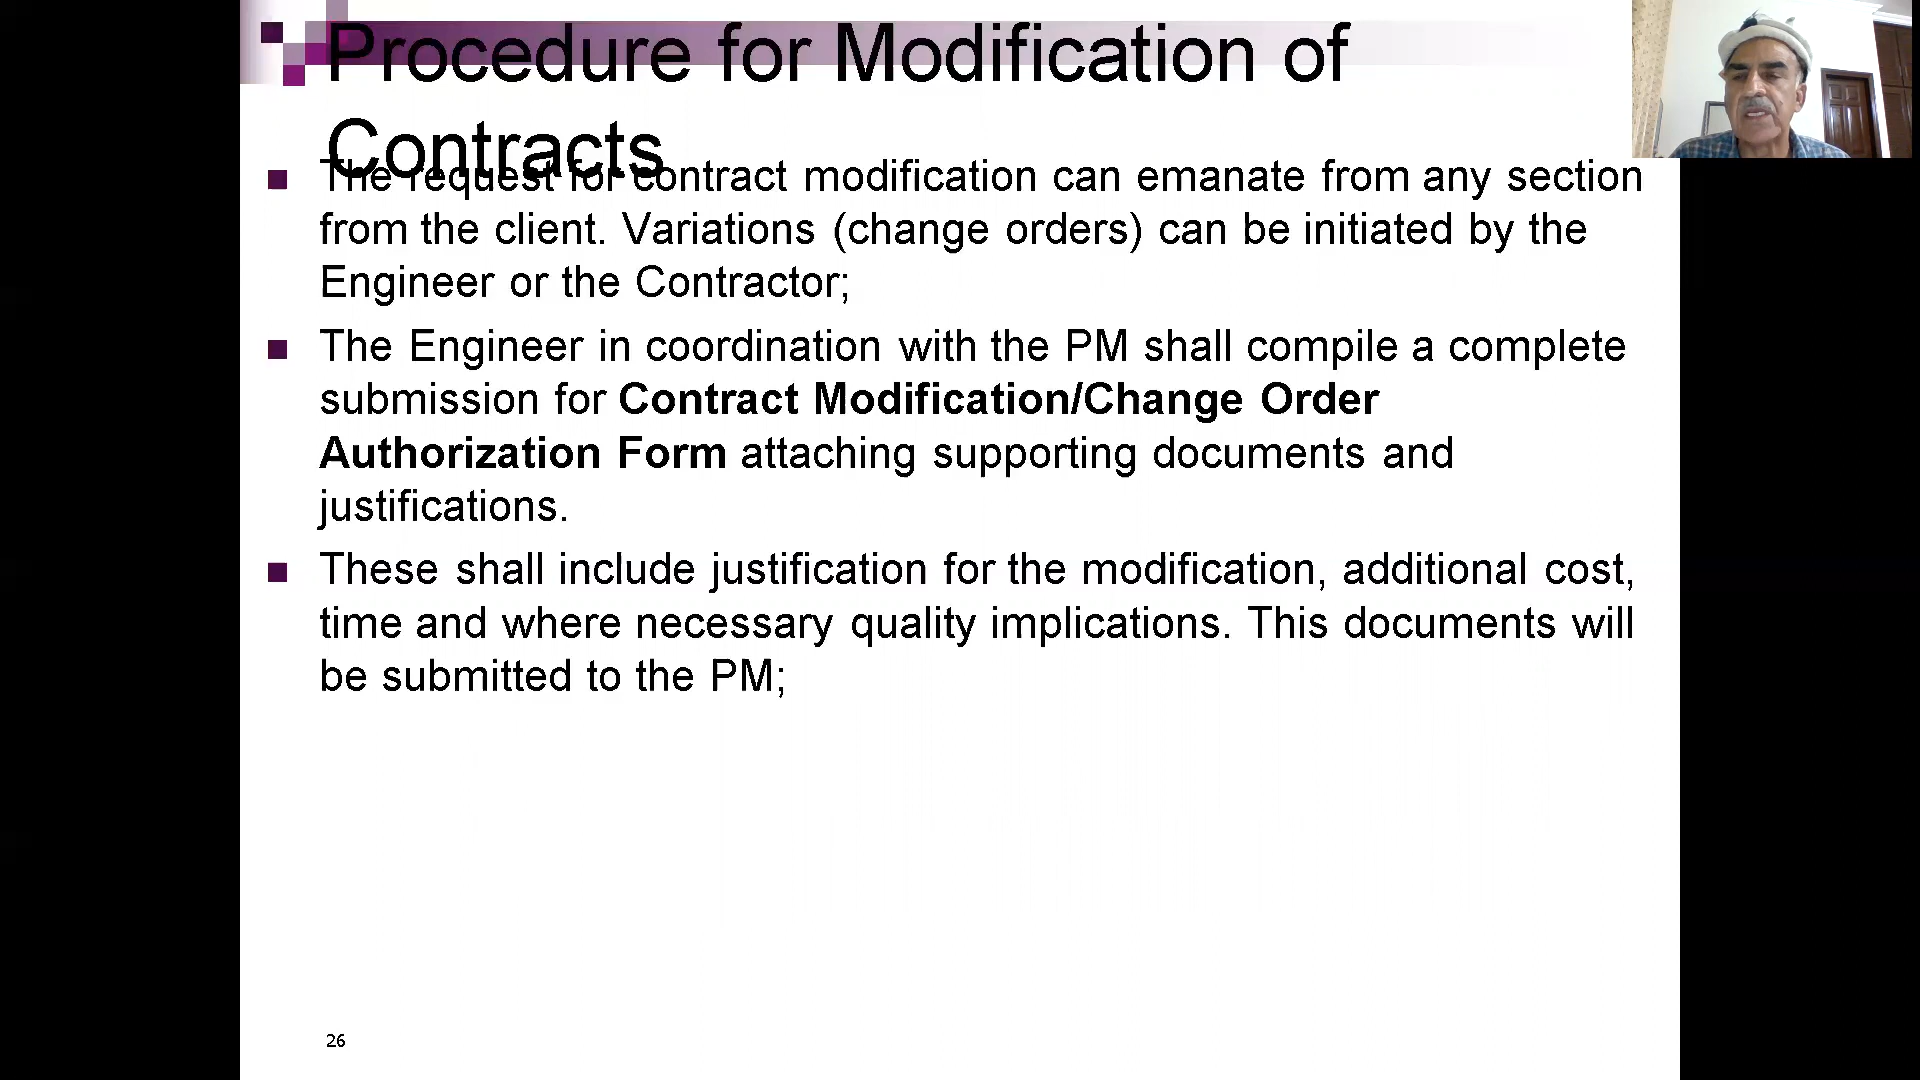 Procedure for Modification of
Contracts
The request for contract modification can emanate from any section
from the client. Variations (change orders) can be initiated by the
Engineer or the Contractor;
The Engineer in coordination with the PM shall compile a complete
submission for Contract Modification/Change Order
Authorization Form attaching supporting documents and
justifications.
These shall include justification for the modification, additional cost,
time and where necessary quality implications. This documents will
be submitted to the PM;
26